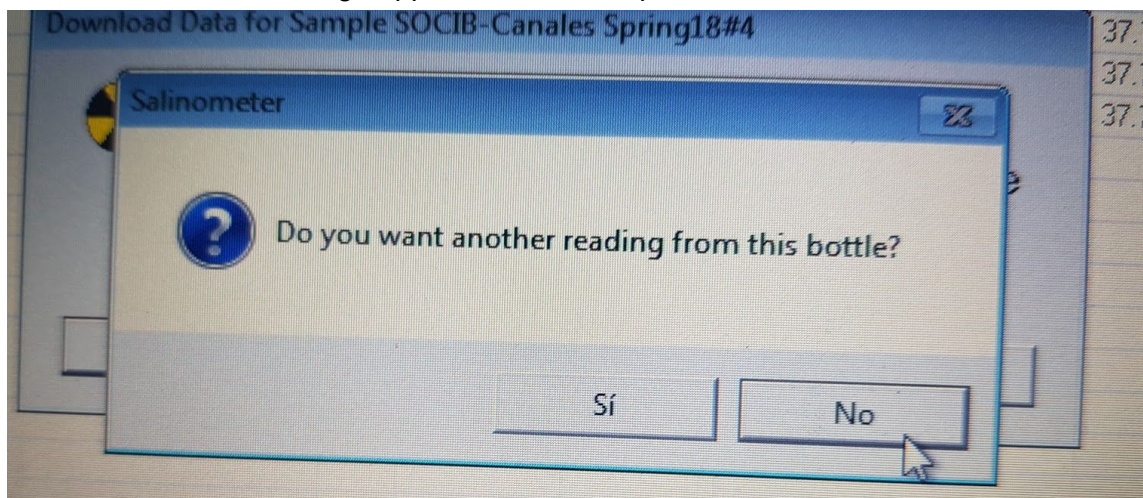 Download Data for Sample SOCIB-Canales Spring18#4
37.
37.
37.
Salinometer
Do you want another reading from this bottle?
Sí
No